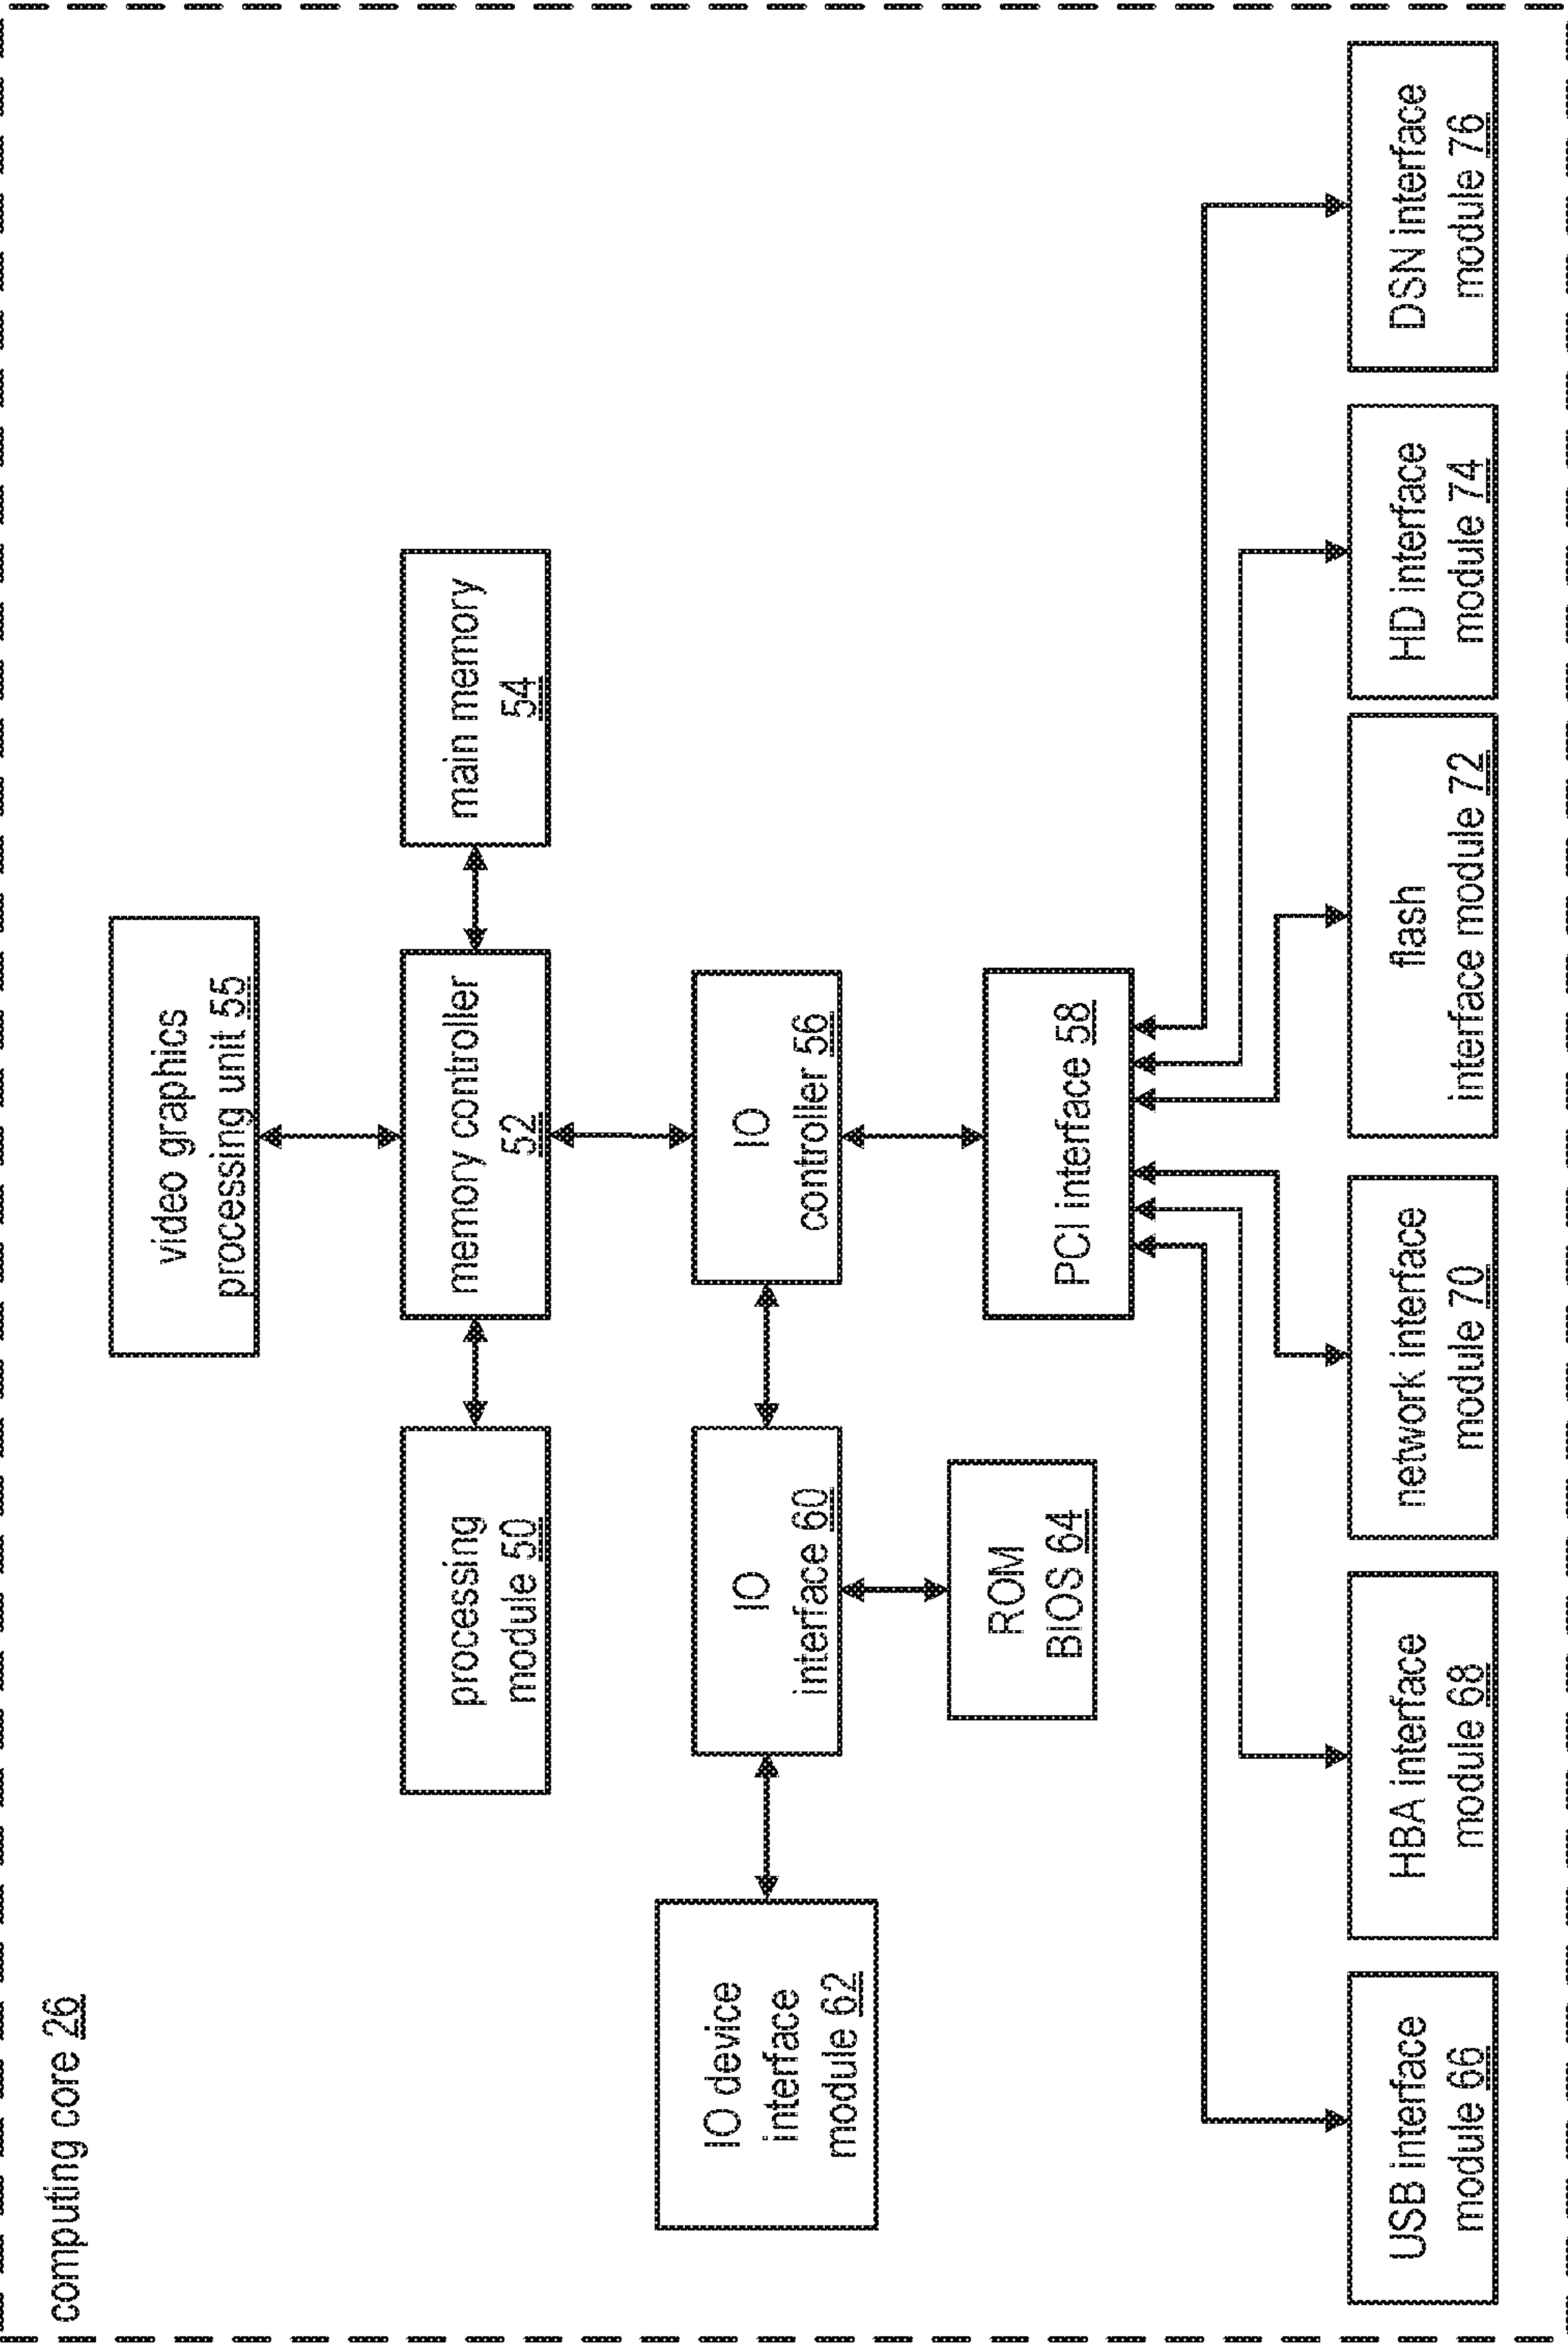 computing core 26
video graphics
processing unit 55
processing
module 50
memory controller
52
main memory
54
IO device
interface
module 62
IO
interface 60
IO
controller 56
ROM
BIOS 64
PCI interface 58
USB interface
module 66
HBA interface
module 68
network interface
module 70
flash
interface module 72
HD interface
module 74
DSN interface
module 76